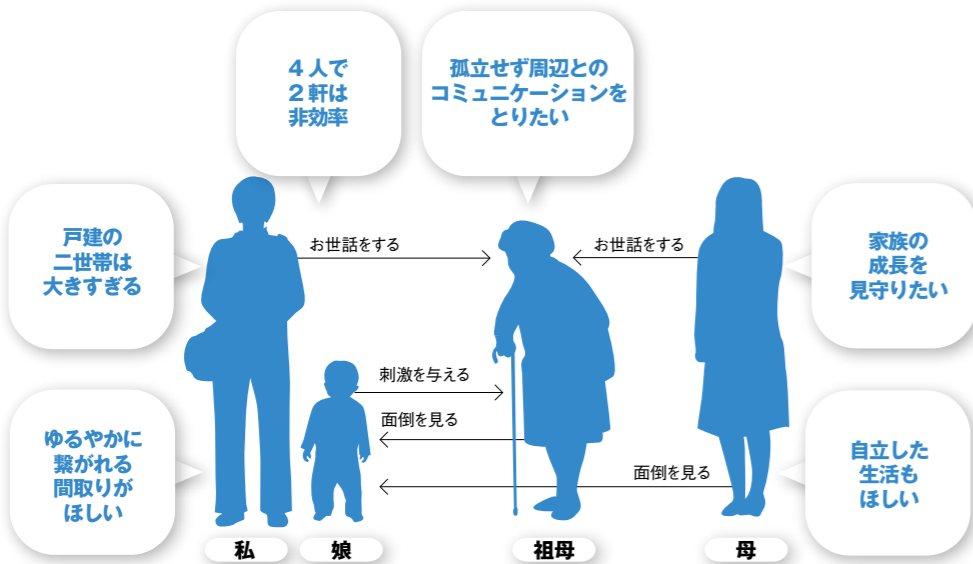 4人で
2軒は
非効率
孤立せず周辺との
コミュニケーションを
とりたい
戸建の
二世帯は
大きすぎる
お世話をする
お世話をする
家族の
成長を
見守りたい
刺激を与える
面倒を見る
ゆるやかに
繋がれる
間取りが
ほしい
面倒を見る
自立した
生活も
ほしい
私
娘
祖母
母